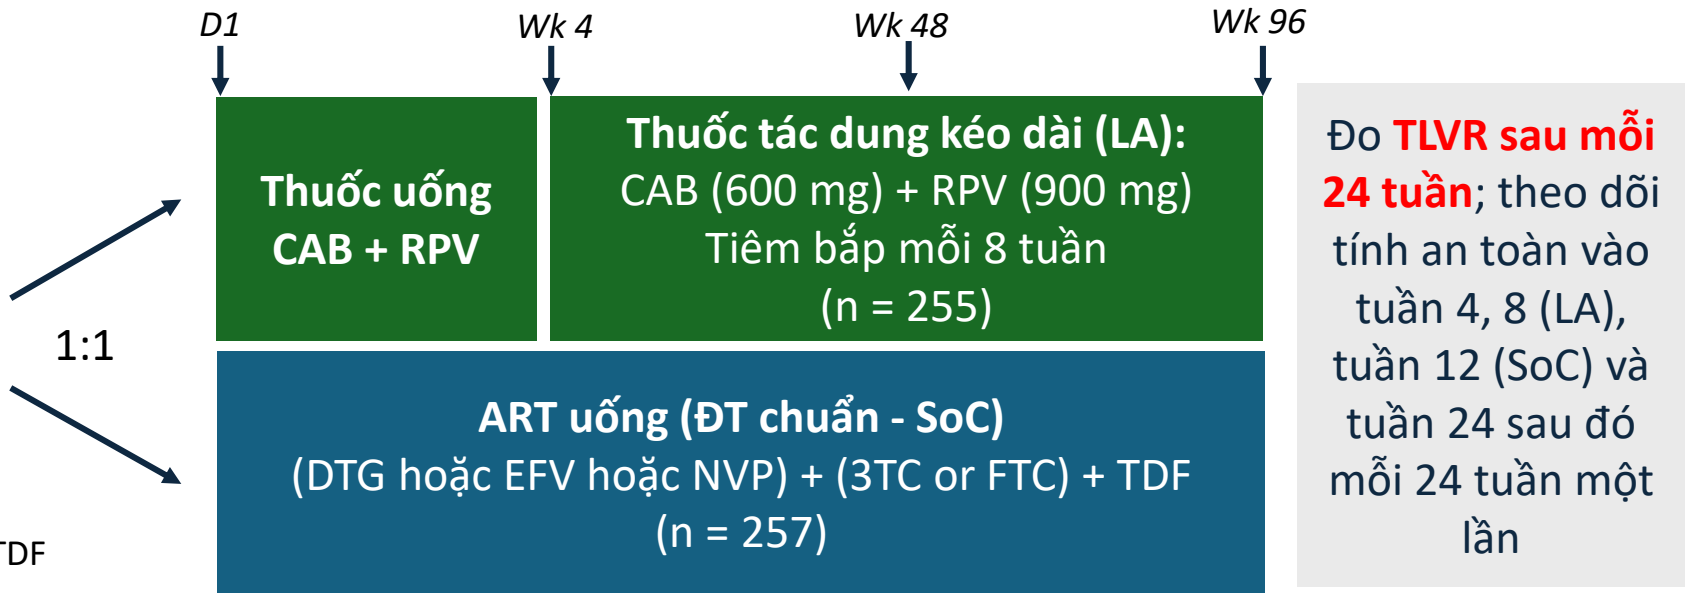 D1
Wk 4
Wk 48
Wk 96
1:1
Thuốc uống
CAB + RPV
Thuốc tác dụng kéo dài (LA):
CAB (600 mg) + RPV (900 mg)
Tiêm bắp mỗi 8 tuần
(n = 255)
ART uống (ĐT chuẩn - SoC)
(DTG hoặc EFV hoặc NVP) + (3TC or FTC) + TDF
(n = 257)
TDF
Đo TLVR sau mỗi
24 tuần; theo dõi
tính an toàn vào
tuần 4, 8 (LA),
tuần 12 (SoC) và
tuần 24 sau đó
mỗi 24 tuần một
lần